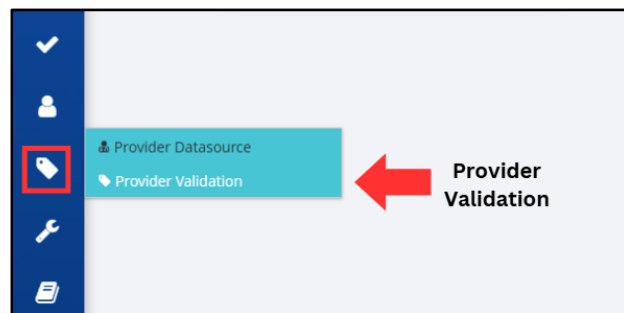 Provider Datasource
Provider Validation
Provider
Validation